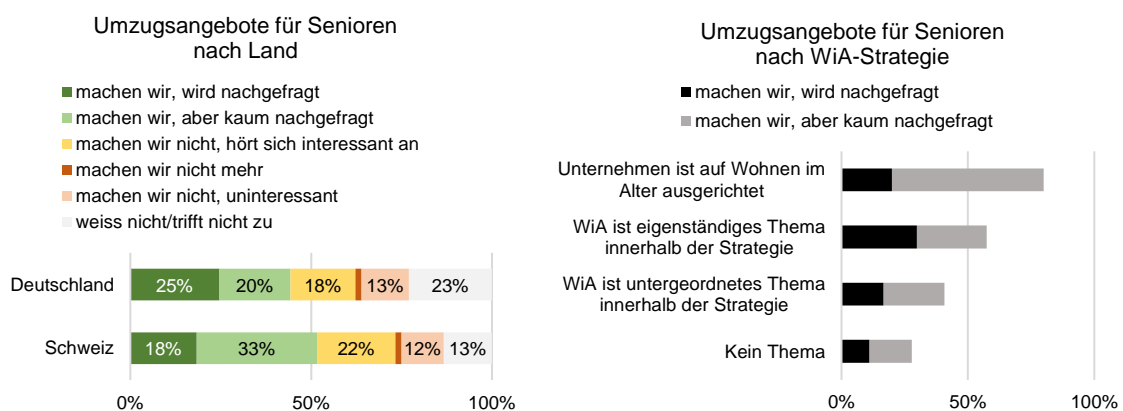 Umzugsangebote für Senioren
nach Land
machen wir, wird nachgefragt
machen wir, aber kaum nachgefragt
machen wir nicht, hört sich interessant an
machen wir nicht mehr
machen wir nicht, uninteressant
weiss nicht/trifft nicht zu
Deutschland
25% 20% 18% 13% 23%
Schweiz
18% 33% 22% 12% 13%
0% 50% 100%
Umzugsangebote für Senioren
nach WiA-Strategie
machen wir, wird nachgefragt
machen wir, aber kaum nachgefragt
Unternehmen ist auf Wohnen im
Alter ausgerichtet
WiA ist eigenständiges Thema
innerhalb der Strategie
WiA ist untergeordnetes Thema
innerhalb der Strategie
Kein Thema
0% 50% 100%